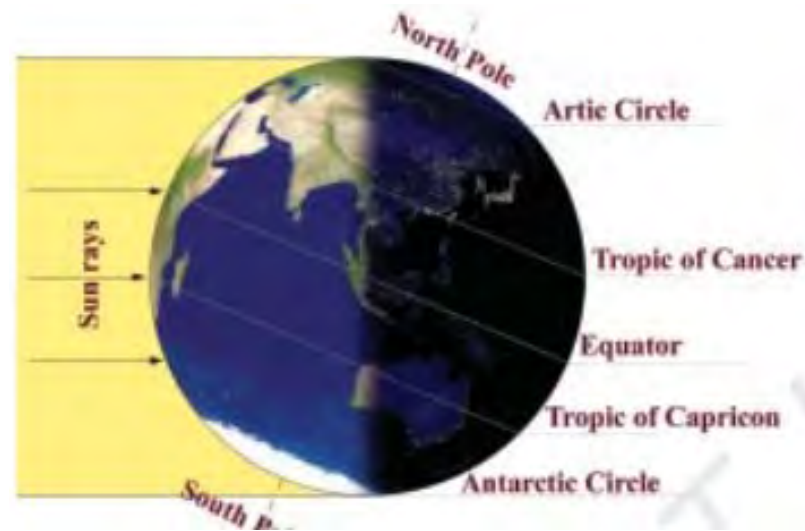 North Pole
Artic Circle
Sun rays
Tropic of Cancer
Equator
Tropic of Capricon
Antarctic Circle
South